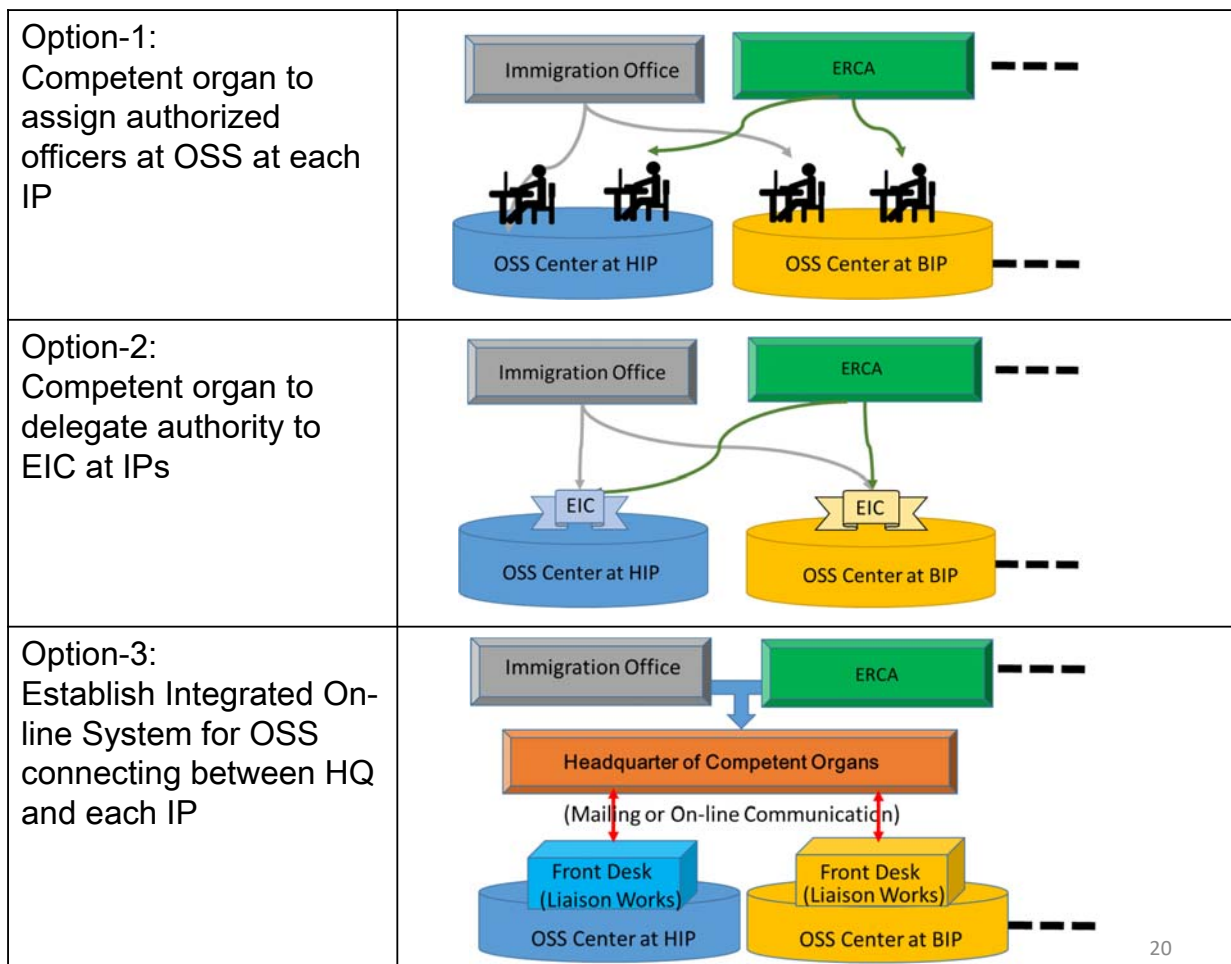 Option-1:
Competent organ to
assign authorized
officers at OSS at each
IP
Immigration Office
ERCA
OSS Center at HIP
OSS Center at BIP
Option-2:
Competent organ to
delegate authority to
EIC at IPs
Immigration Office
ERCA
EIC
EIC
OSS Center at HIP
OSS Center at BIP
Option-3:
Establish Integrated On-
line System for OSS
connecting between HQ
and each IP
Immigration Office
ERCA
Headquarter of Competent Organs
(Mailing or On-line Communication)
Front Desk
(Liaison Works)
Front Desk
(Liaison Works)
OSS Center at HIP
OSS Center at BIP
20